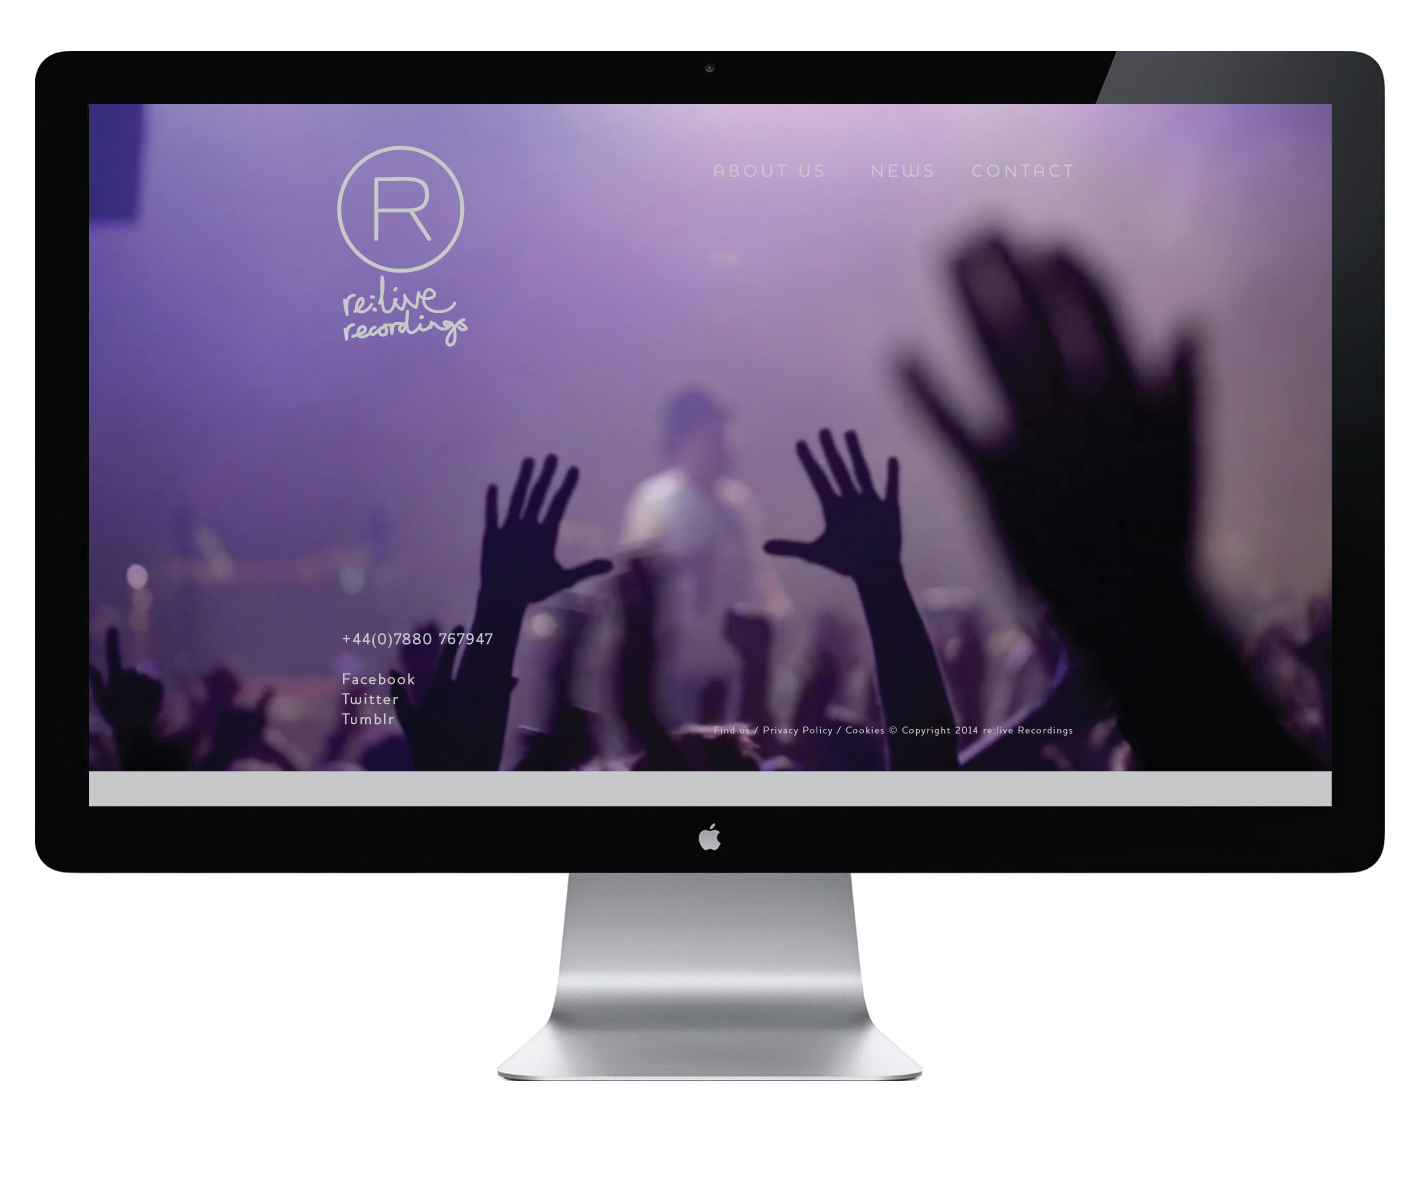 R
re:live
recordings
ABOUT US NEWS CONTACT
+44(0)7880 767947
Facebook
Twitter
Tumblr
Find us / Privacy Policy / Cookies © Copyright 2014 re:live Recordings